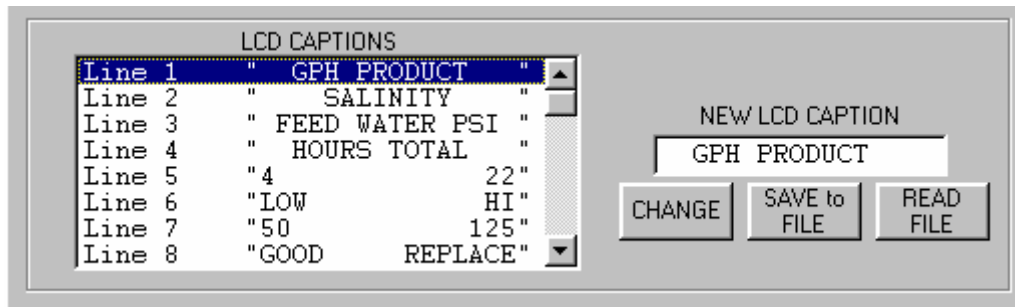 LCD CAPTIONS
Line 1 "   GPH PRODUCT   "
Line 2 "     SALINITY     "
Line 3 " FEED WATER PSI "
Line 4 "   HOURS TOTAL   "
Line 5 "4              22"
Line 6 "LOW            HI"
Line 7 "50            125"
Line 8 "GOOD     REPLACE"
NEW LCD CAPTION
GPH PRODUCT
CHANGE
SAVE to
FILE
READ
FILE